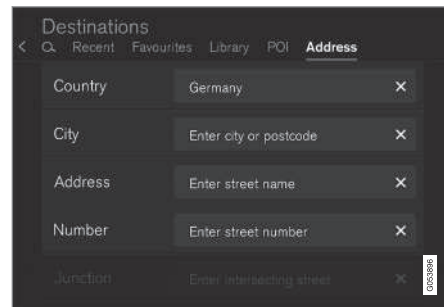 Destinations
Recent Favourites Library POI Address
Country Germany
City Enter city or postcode
Address Enter street name
Number Enter street number
Junction Enter intersecting street
G053896